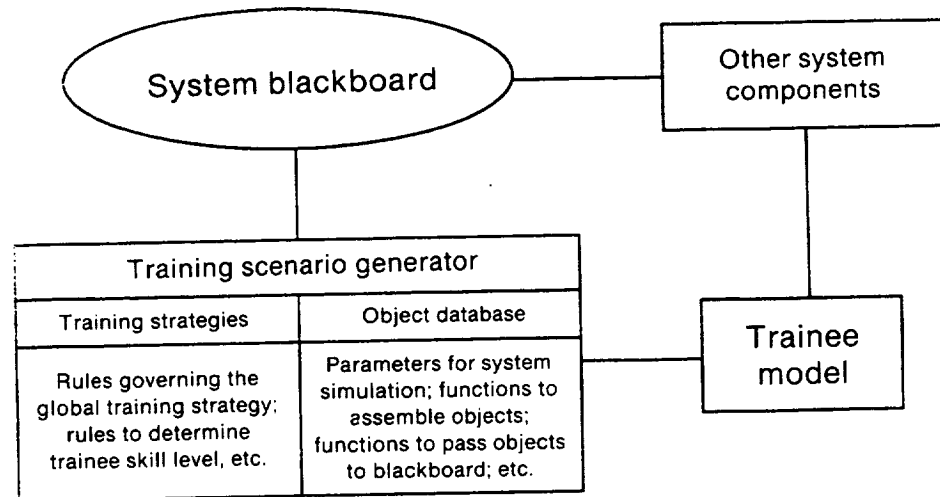 System blackboard
Other system
components
Training scenario generator
Training strategies
Object database
Rules governing the
global training strategy;
rules to determine
trainee skill level, etc.
Parameters for system
simulation; functions to
assemble objects;
functions to pass objects
to blackboard; etc.
Trainee
model